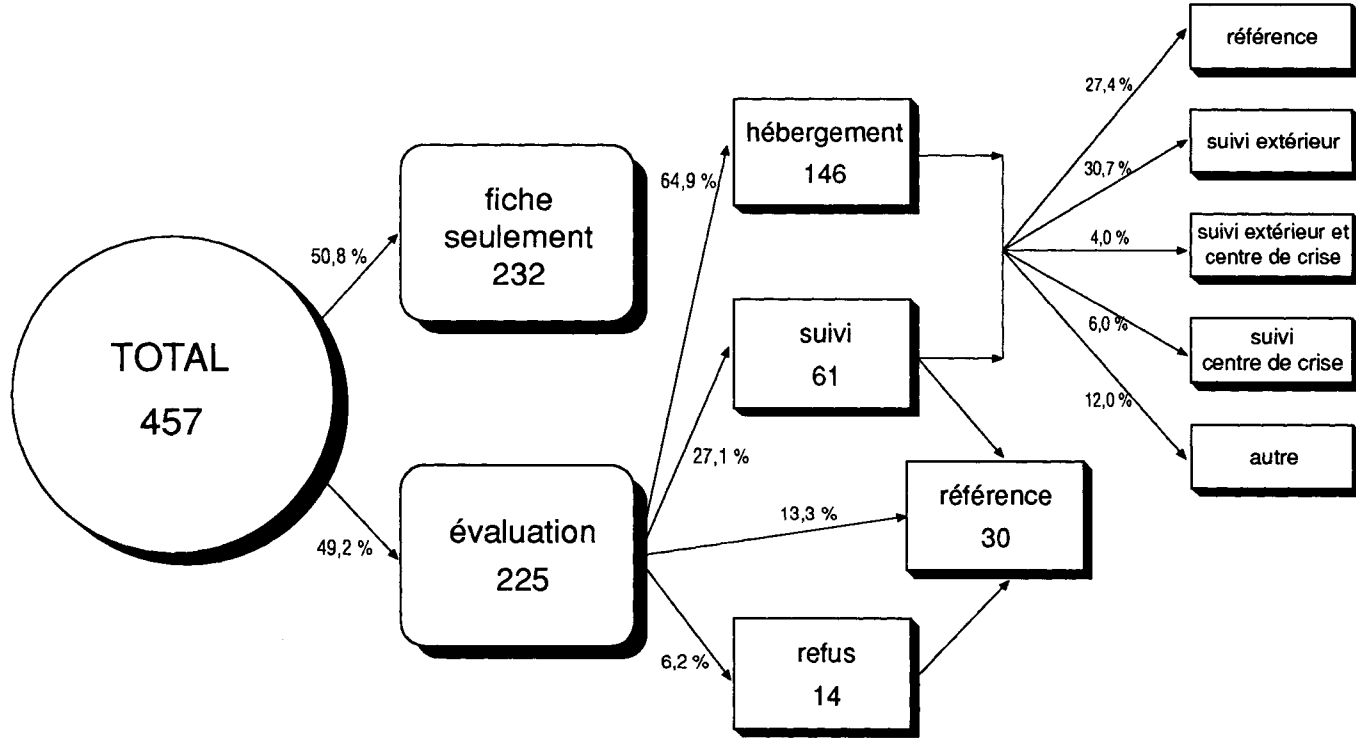 TOTAL
457
50,8 %
49,2 %
fiche
seulement
232
évaluation
225
64,9 %
27,1 %
13,3 %
6,2 %
hébergement
146
suivi
61
référence
30
refus
14
27,4 %
30,7 %
4,0 %
6,0 %
12,0 %
référence
suivi extérieur
suivi extérieur et
centre de crise
suivi
centre de crise
autre